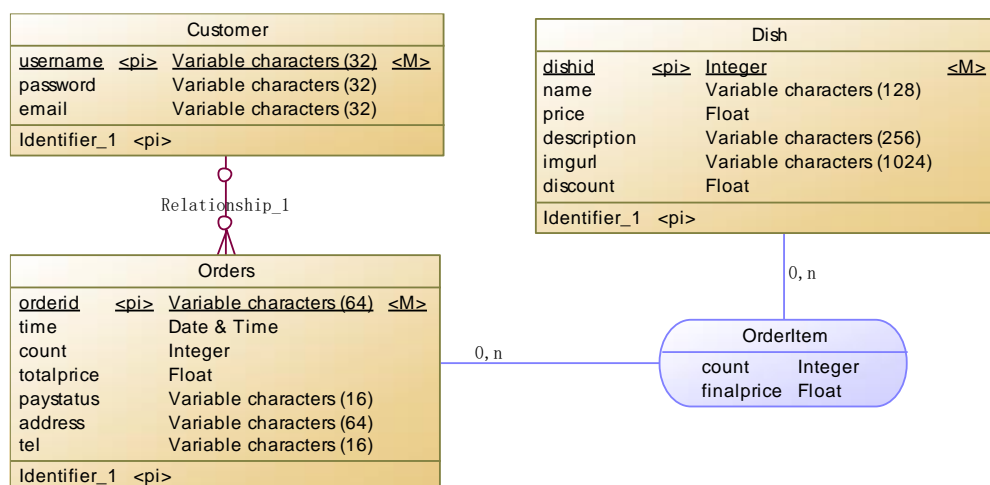 Customer
username <pi> Variable characters (32) <M>
password Variable characters (32)
email Variable characters (32)
Identifier_1 <pi>
Dish
dishid <pi> Integer <M>
name Variable characters (128)
price Float
description Variable characters (256)
imgurl Variable characters (1024)
discount Float
Identifier_1 <pi>
Relationship_1
0,n
Orders
orderid <pi> Variable characters (64) <M>
time Date & Time
count Integer
totalprice Float
paystatus Variable characters (16)
address Variable characters (64)
tel Variable characters (16)
Identifier_1 <pi>
0,n
OrderItem
count Integer
finalprice Float